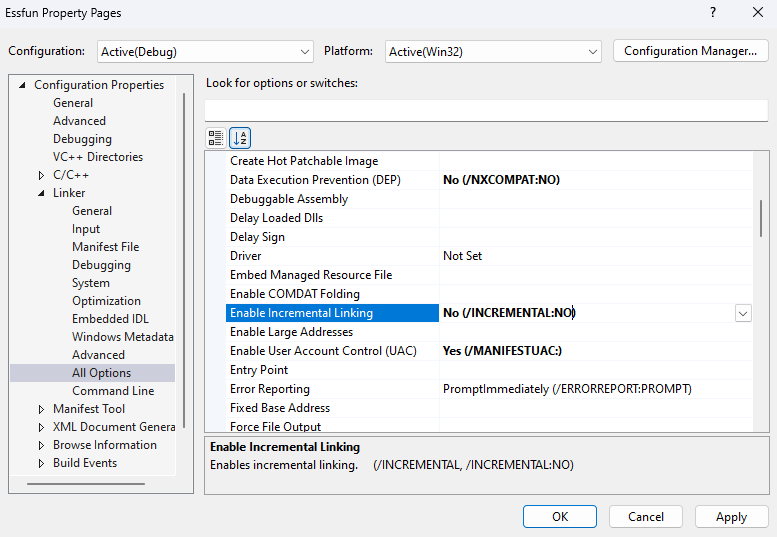 Essfun Property Pages
Configuration: Active(Debug) Platform: Active(Win32) Configuration Manager...
Configuration Properties
General
Advanced
Debugging
VC++ Directories
C/C++
Linker
General
Input
Manifest File
Debugging
System
Optimization
Embedded IDL
Windows Metadata
Advanced
All Options
Command Line
Manifest Tool
XML Document Genera
Browse Information
Build Events
Look for options or switches:
Create Hot Patchable Image
Data Execution Prevention (DEP) No (/NXCOMPAT:NO)
Debuggable Assembly
Delay Loaded Dlls
Delay Sign
Driver Not Set
Embed Managed Resource File
Enable COMDAT Folding
Enable Incremental Linking No (/INCREMENTAL:NO)
Enable Large Addresses
Enable User Account Control (UAC) Yes (/MANIFESTUAC:)
Entry Point
Error Reporting PromptImmediately (/ERRORREPORT:PROMPT)
Fixed Base Address
Force File Output
Enable Incremental Linking
Enables incremental linking. (/INCREMENTAL, /INCREMENTAL:NO)
OK Cancel Apply